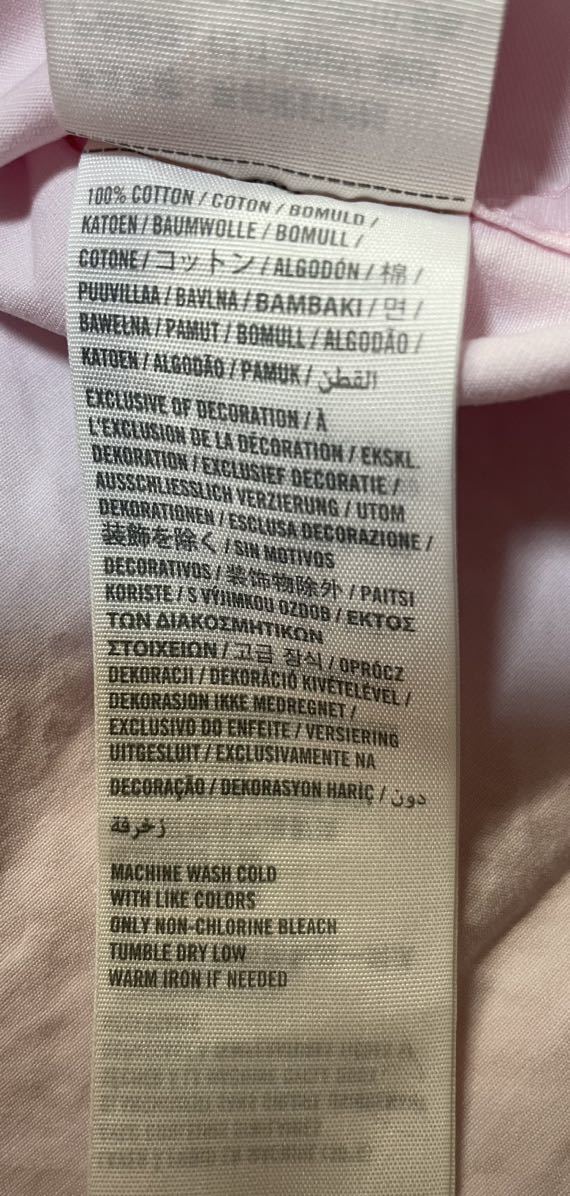 100% COTTON / COTON / BOMULD /
KATOEN / BAUMWOLLE / BOMULL /
COTONE / コットン / ALGODÓN / 棉 /
PUUVILLAA / BAVLNA / BAMBAKI / 면 /
BAWEŁNA / PAMUT / BOMULL / ALGODÃO /
KATOEN / ALGODÃO / PAMUK / القطن
EXCLUSIVE OF DECORATION / À
L'EXCLUSION DE LA DÉCORATION / EKSKL.
DEKORATION / EXCLUSIEF DECORATIE /
AUSSCHLIESSLICH VERZIERUNG / UTOM
DEKORATIONEN / ESCLUSA DECORAZIONE /
装飾を除く / SIN MOTIVOS
DECORATIVOS / 装饰物除外 / PAITSI
KORISTE / S VÝJIMKOU OZDOB / ΕΚΤΟΣ
ΤΩΝ ΔΙΑΚΟΣΜΗΤΙΚΩΝ
ΣΤΟΙΧΕΙΩΝ / 고급 장식 / OPRÓCZ
DEKORACJI / DEKORÁCIÓ KIVÉTELÉVEL /
DEKORASJON IKKE MEDREGNET /
EXCLUSIVO DO ENFEITE / VERSIERING
UITGESLUIT / EXCLUSIVAMENTE NA
DECORAÇÃO / DEKORASYON HARİÇ / دون
زخرفة
MACHINE WASH COLD
WITH LIKE COLORS
ONLY NON-CHLORINE BLEACH
TUMBLE DRY LOW
WARM IRON IF NEEDED